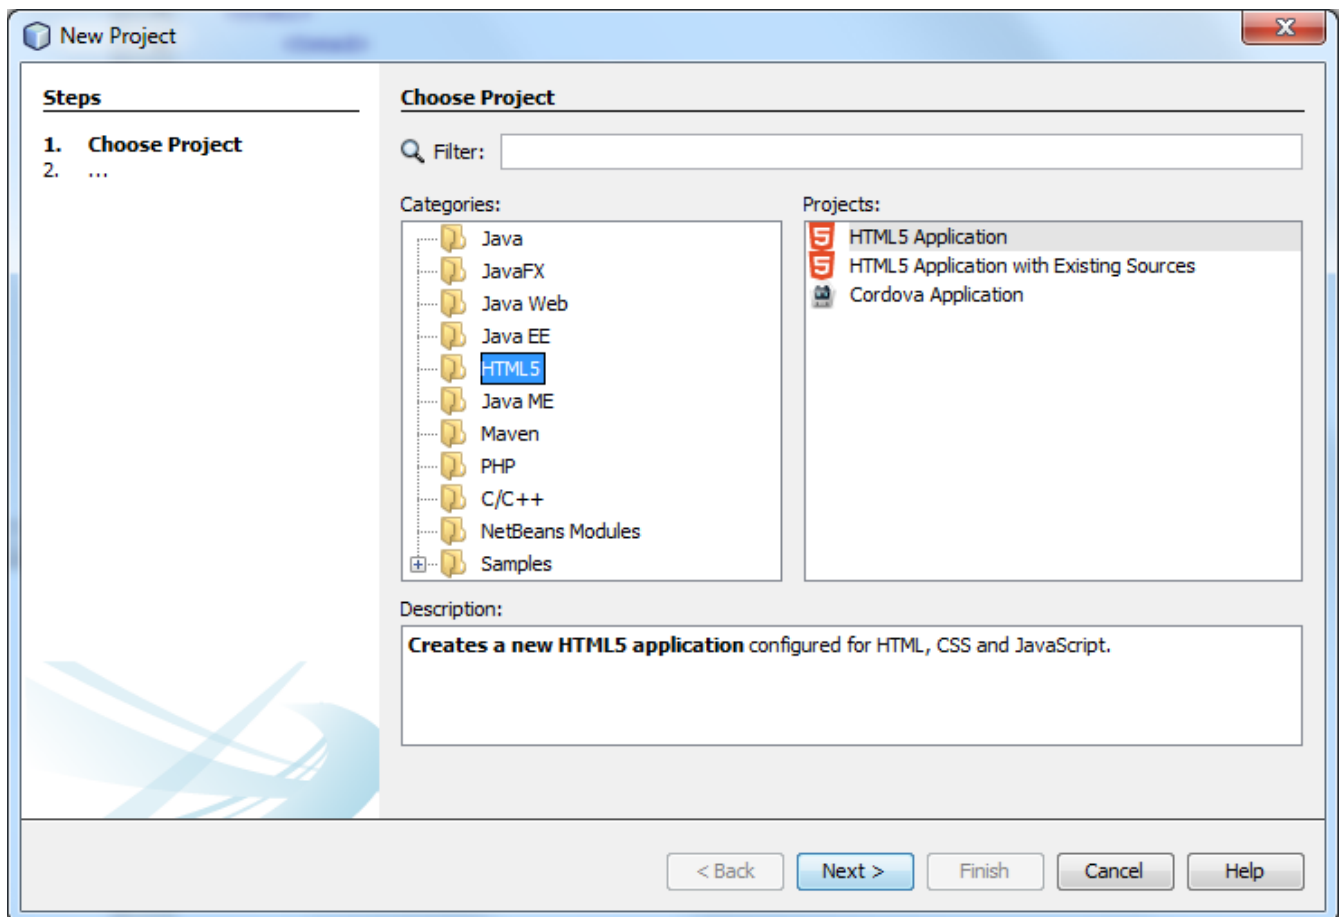 New Project
Steps
1. Choose Project
2. ...
Choose Project
Filter:
Categories:
Java
JavaFX
Java Web
Java EE
HTML5
Java ME
Maven
PHP
C/C++
NetBeans Modules
Samples
Projects:
HTML5 Application
HTML5 Application with Existing Sources
Cordova Application
Description:
Creates a new HTML5 application configured for HTML, CSS and JavaScript.
< Back
Next >
Finish
Cancel
Help